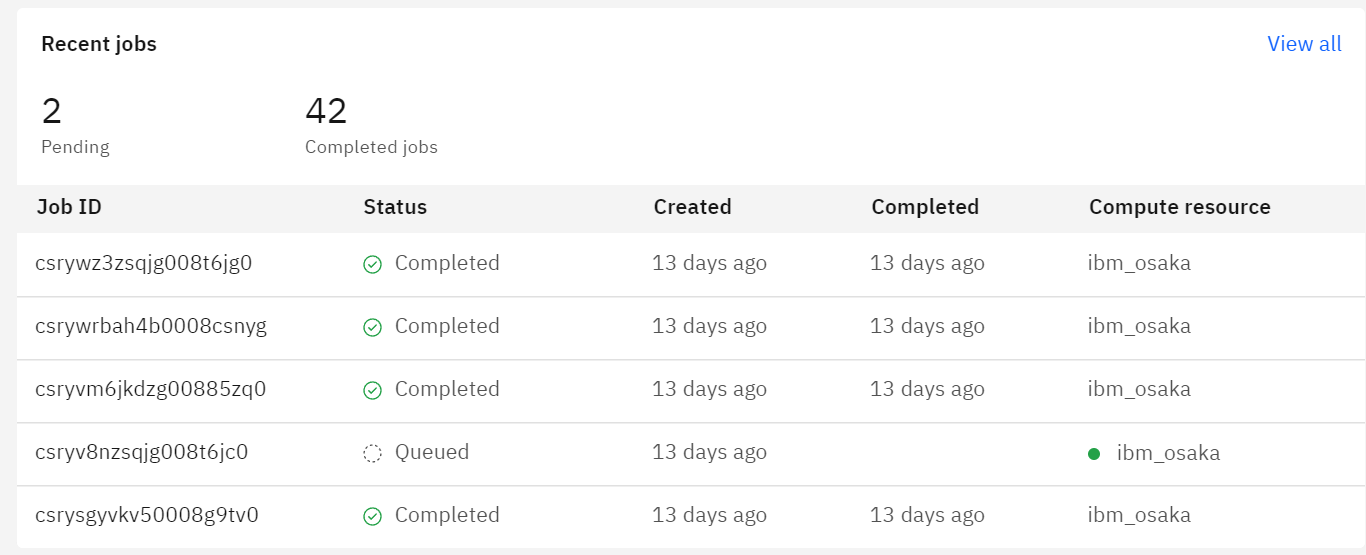 Recent jobs View all
2 42
Pending Completed jobs
Job ID Status Created Completed Compute resource
csrywz3zsqjg008t6jg0 Completed 13 days ago 13 days ago ibm_osaka
csrywrbah4b0008csnyg Completed 13 days ago 13 days ago ibm_osaka
csryvm6jkdzg00885zq0 Completed 13 days ago 13 days ago ibm_osaka
csryv8nzsqjg008t6jc0 Queued 13 days ago ibm_osaka
csrysgyvkv50008g9tv0 Completed 13 days ago 13 days ago ibm_osaka